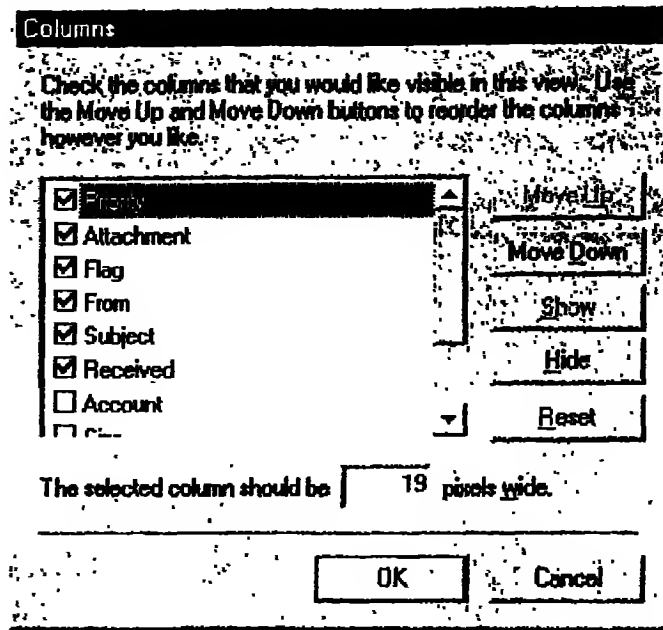 Columns
Check the columns that you would like visible in this view. Use
the Move Up and Move Down buttons to reorder the columns
however you like.
Priority
Move Up
Attachment
Move Down
Flag
From
Show
Subject
Received
Hide
Account
Reset
The selected column should be 19 pixels wide.
OK
Cancel